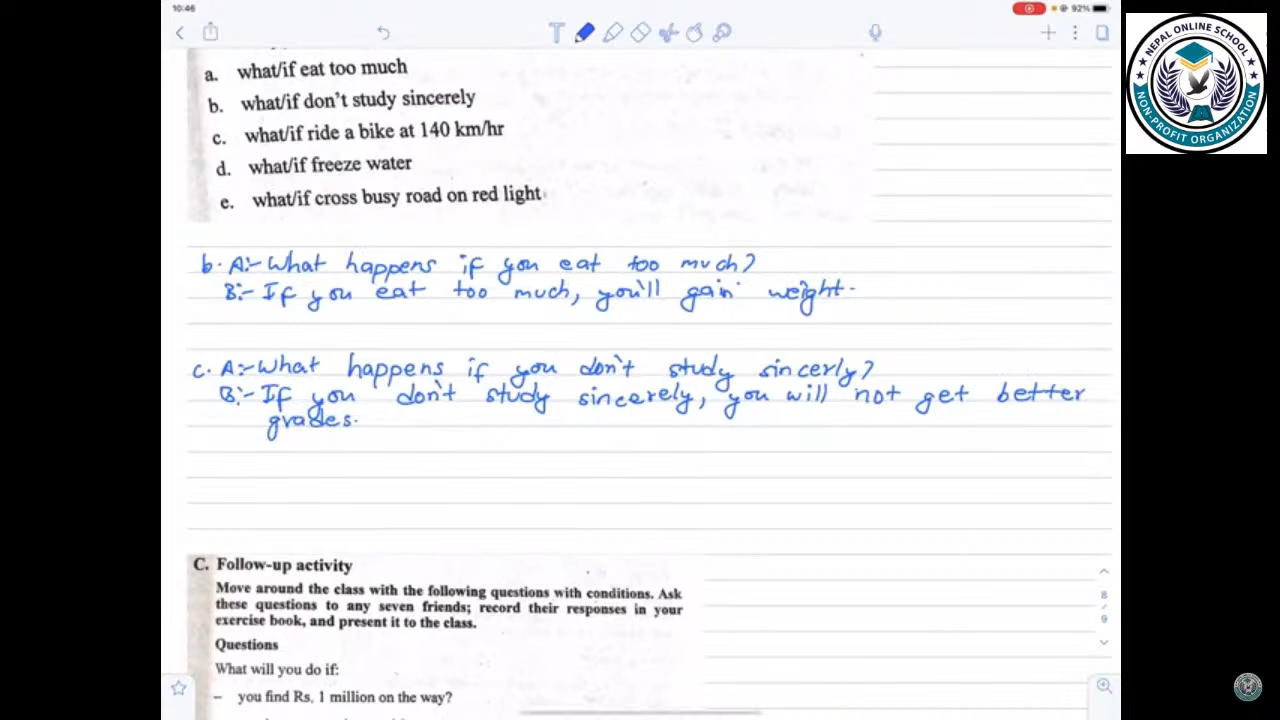 10:46
92%
NEPAL ONLINE SCHOOL
NON-PROFIT ORGANIZATION
a. what/if eat too much
b. what/if don't study sincerely
c. what/if ride a bike at 140 km/hr
d. what/if freeze water
e. what/if cross busy road on red light
b. A:- What happens if you eat too much?
B:- If you eat too much, you'll gain weight.
c. A:- What happens if you don't study sincerly?
B:- If you don't study sincerely, you will not get better
grades.
C. Follow-up activity
Move around the class with the following questions with conditions. Ask
these questions to any seven friends; record their responses in your
exercise book, and present it to the class.
Questions
What will you do if:
– you find Rs, 1 million on the way?
8
/
9